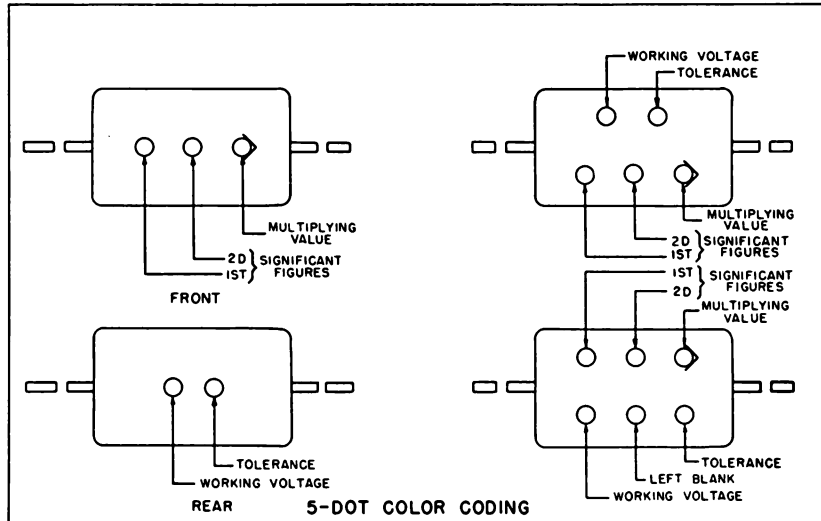 MULTIPLYING
VALUE
2D
1ST
SIGNIFICANT
FIGURES
FRONT
TOLERANCE
WORKING VOLTAGE
REAR
WORKING VOLTAGE
TOLERANCE
MULTIPLYING
VALUE
2D
1ST
SIGNIFICANT
FIGURES
1ST
2D
SIGNIFICANT
FIGURES
MULTIPLYING
VALUE
TOLERANCE
LEFT BLANK
WORKING VOLTAGE
5-DOT COLOR CODING